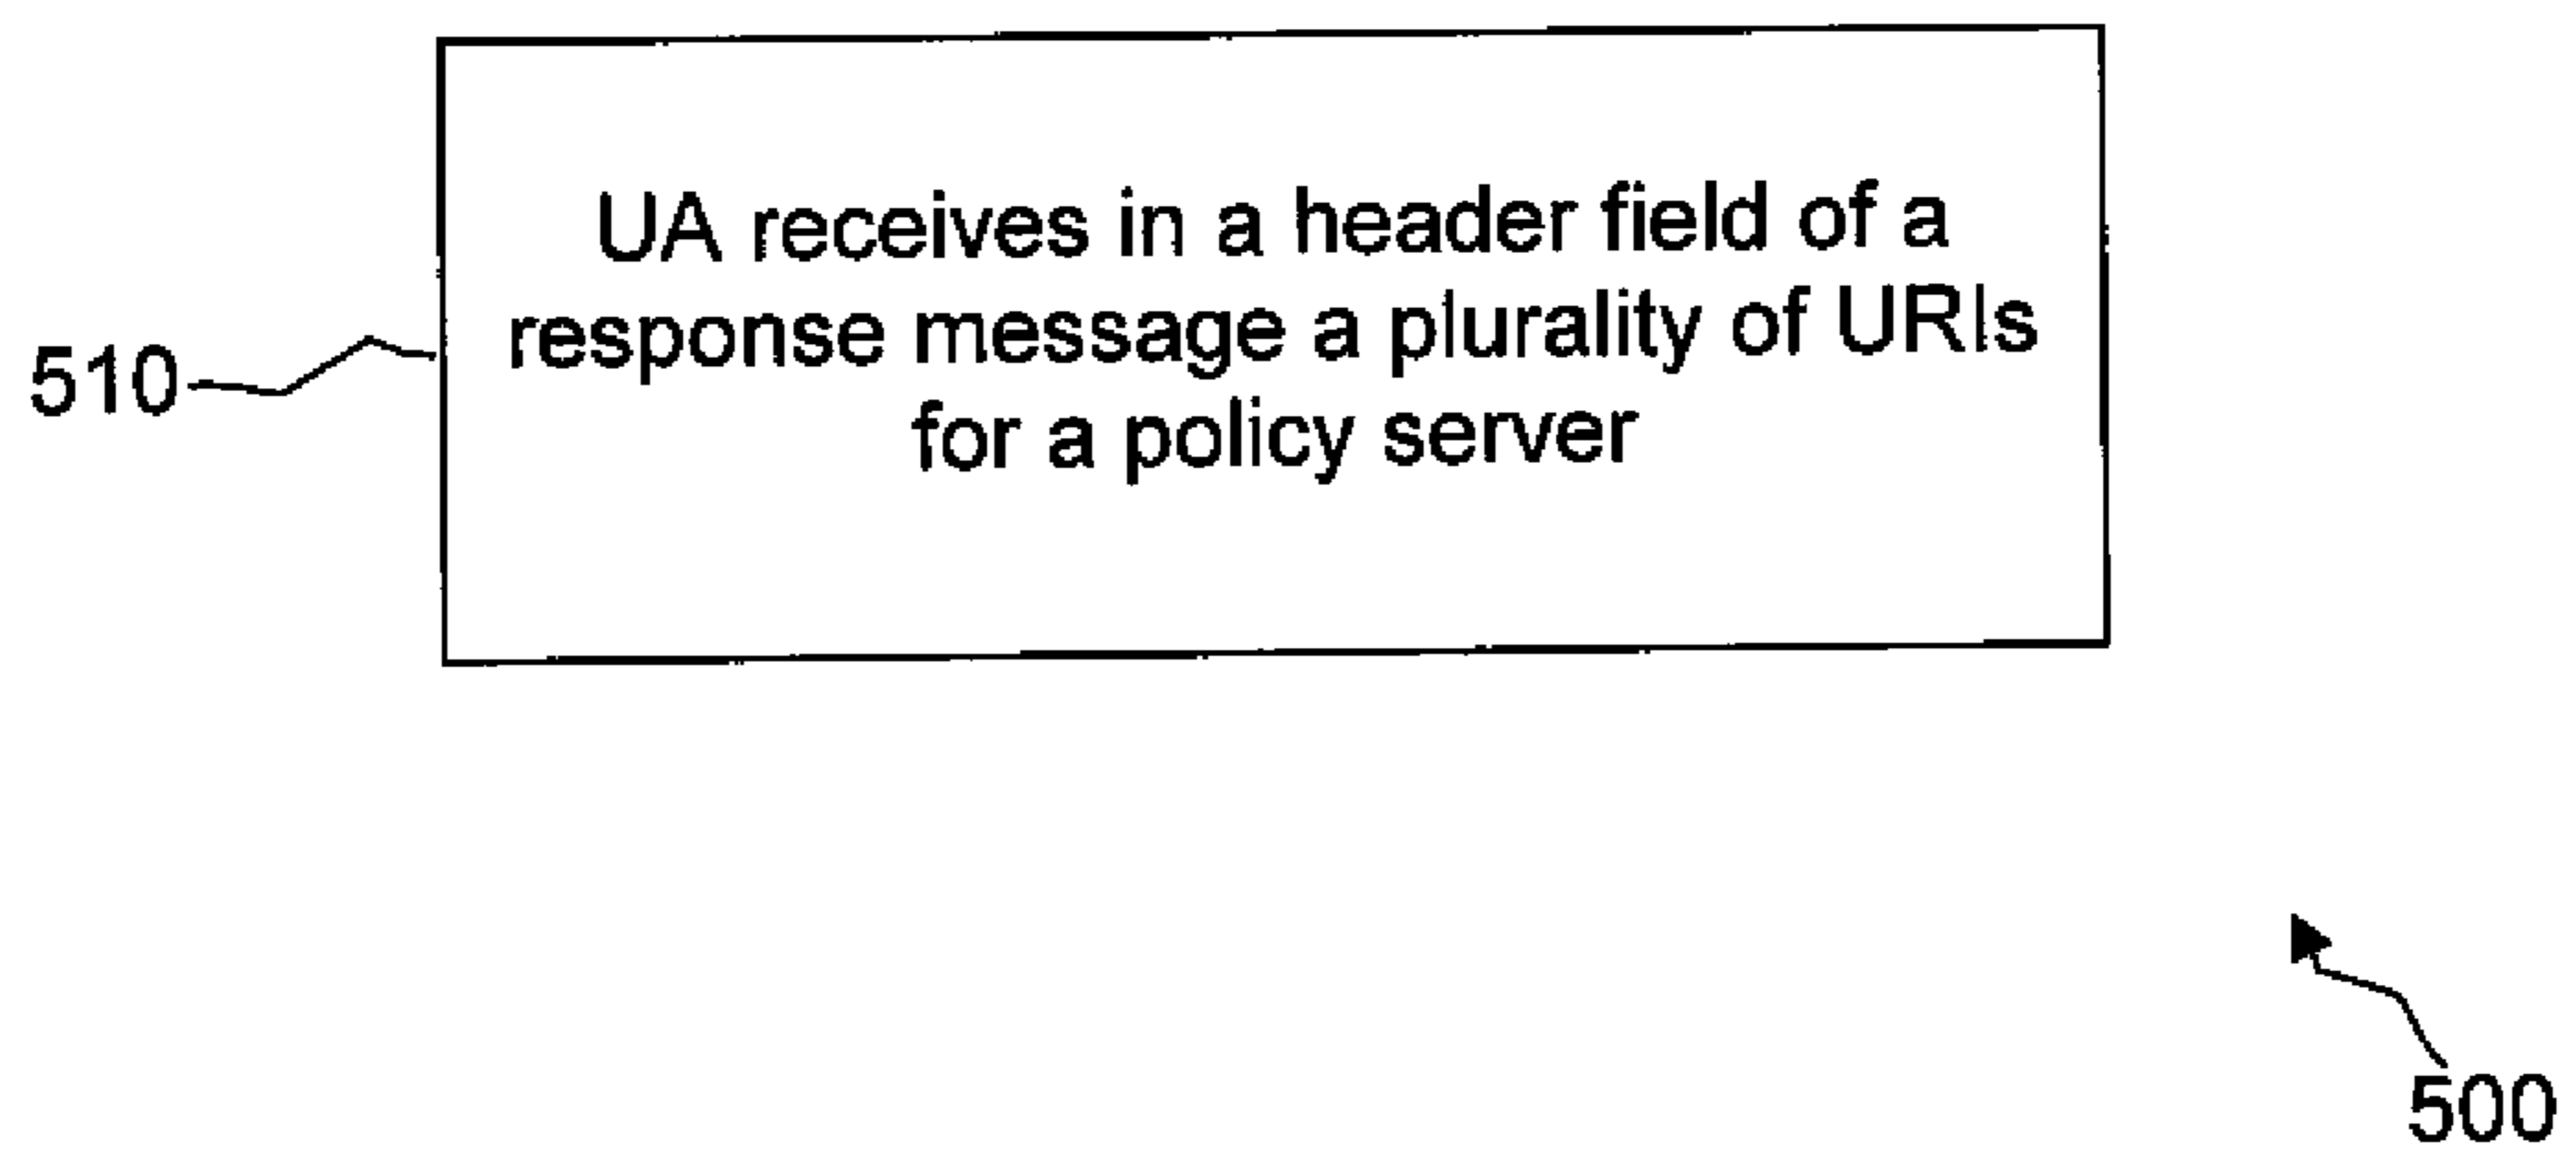 UA receives in a header field of a
response message a plurality of URIs
for a policy server
510
500